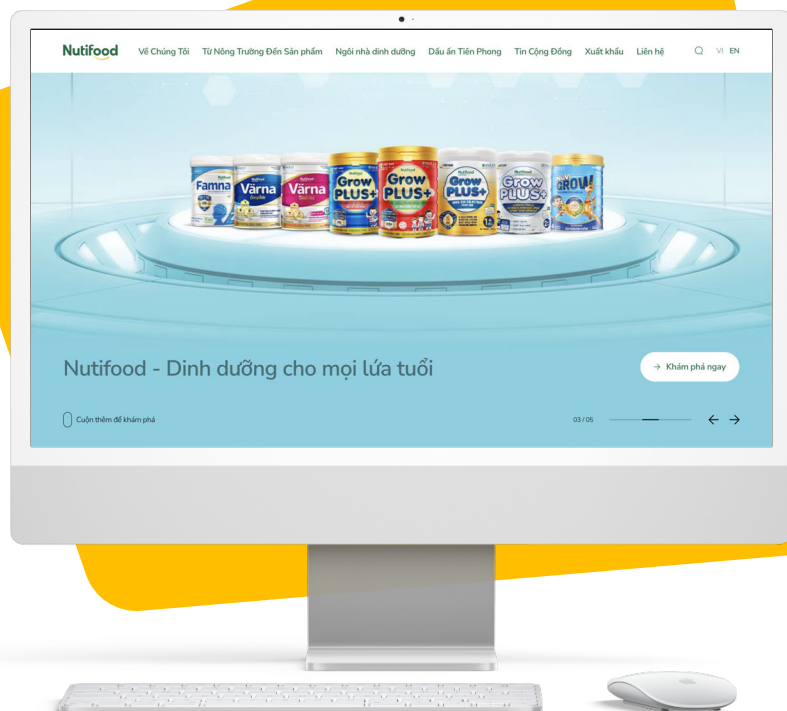 Nutifood
Về Chúng Tôi
Từ Nông Trường Đến Sản phẩm
Ngôi nhà dinh dưỡng
Dấu ấn Tiên Phong
Tin Cộng Đồng
Xuất khẩu
Liên hệ
VI EN
Famna
Värna
Värna
Grow
PLUS+
Grow
PLUS+
Grow
PLUS+
Grow
PLUS+
NuVi
GROW
Nutifood - Dinh dưỡng cho mọi lứa tuổi
→ Khám phá ngay
Cuộn thêm để khám phá
03 / 05
← →